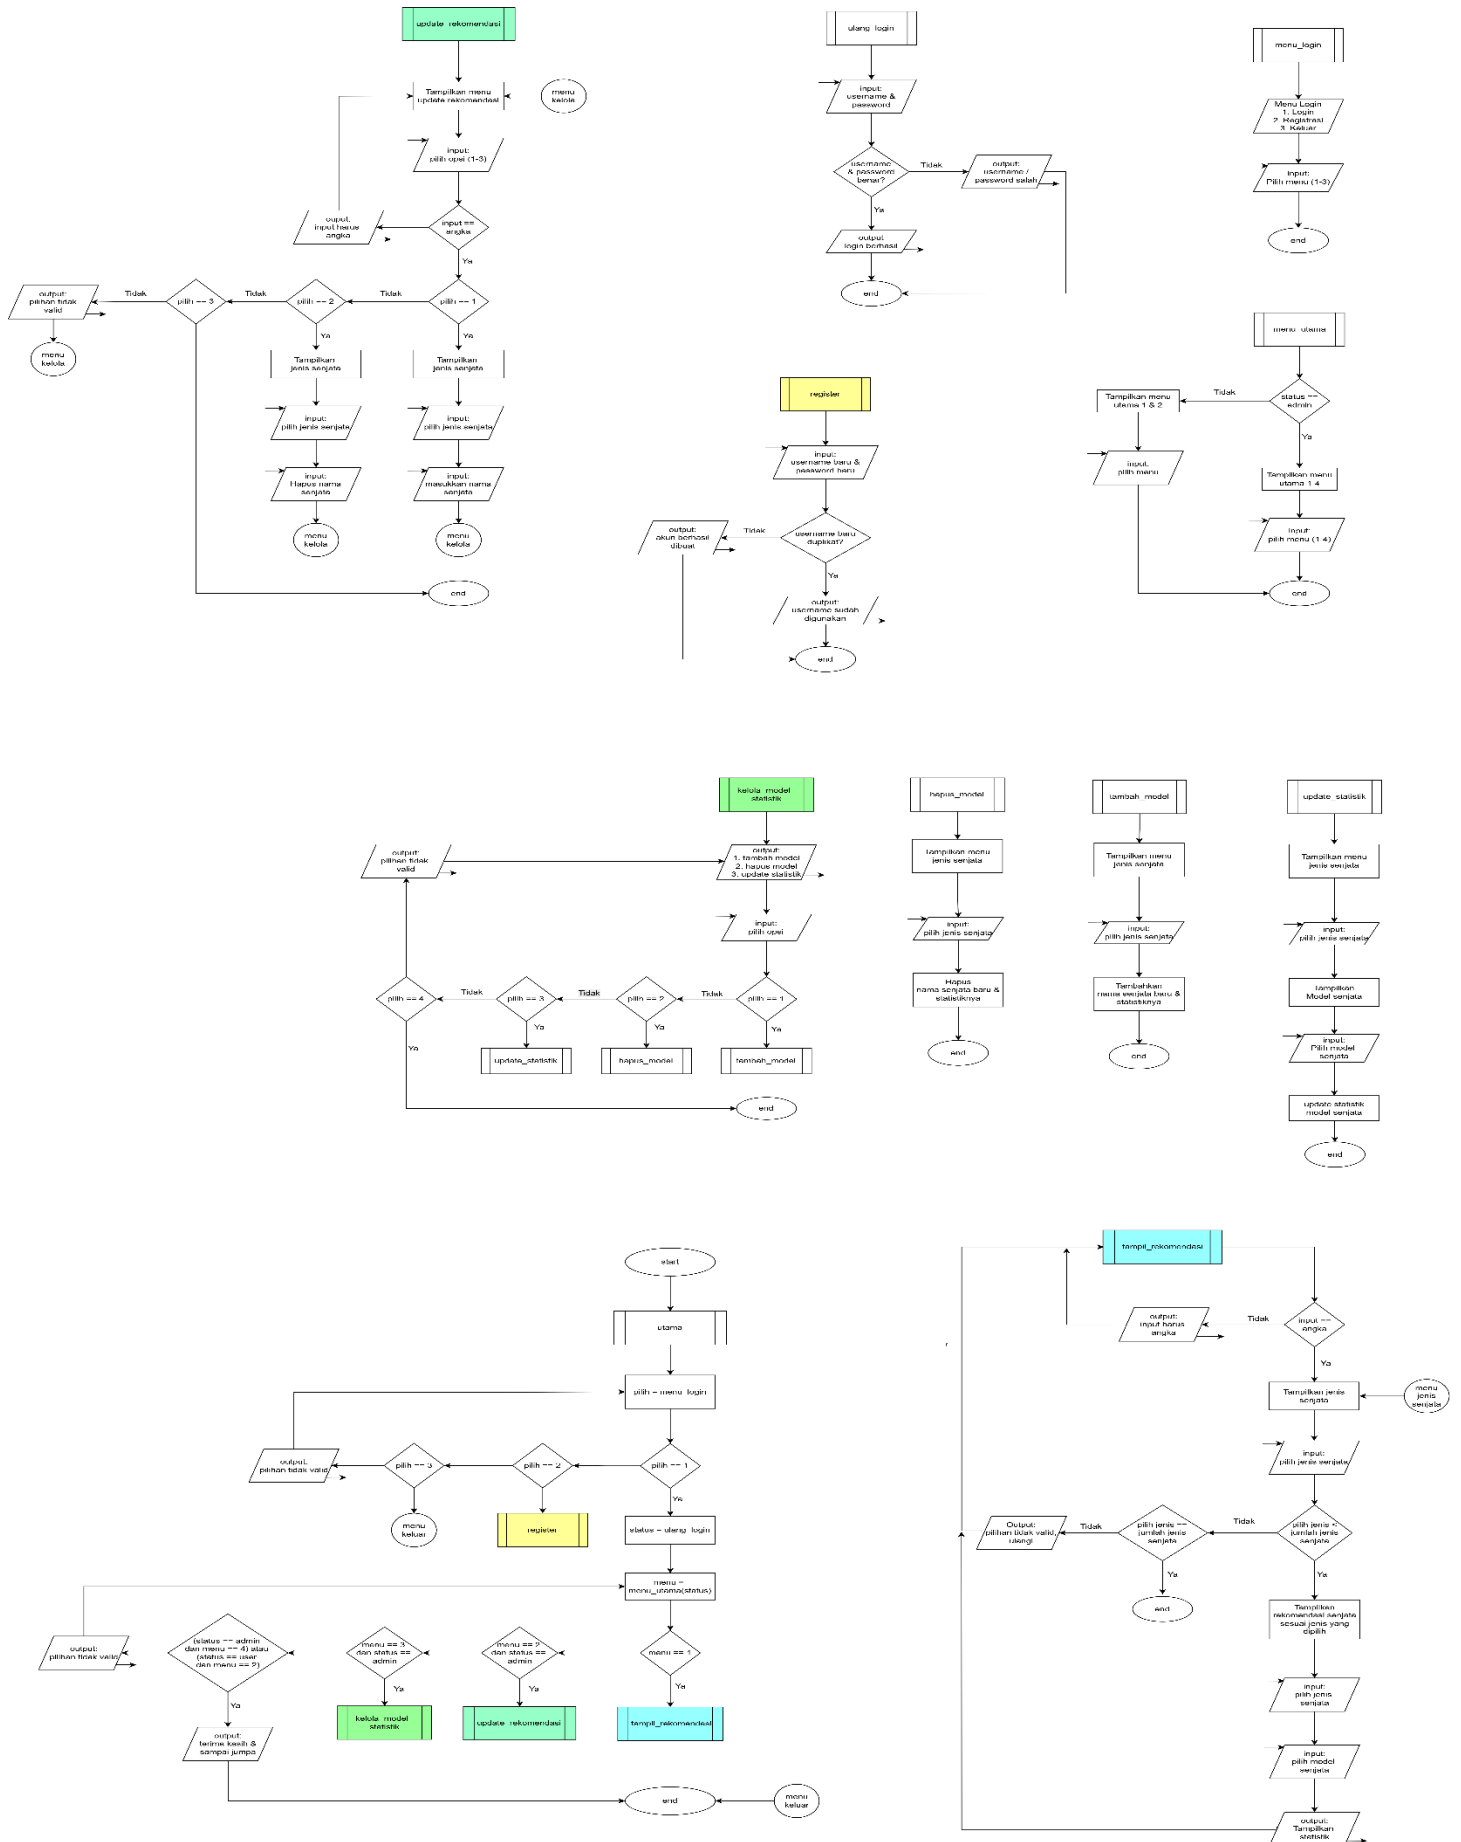 update_rekomendasi
Tampilkan menu
update rekomendasi
menu
kelola
input:
pilih opsi (1-3)
input ==
angka
ouput:
input harus
angka
Ya
pilih == 1
Tidak
pilih == 2
Tidak
pilih == 3
Tidak
output:
pilihan tidak
valid
menu
kelola
Ya
Ya
Tampilkan
jenis senjata
Tampilkan
jenis senjata
input:
pilih jenis senjata
input:
pilih jenis senjata
input:
Hapus nama
senjata
input:
masukkan nama
senjata
menu
kelola
menu
kelola
end
ulang_login
input:
username &
password
username
& password
benar?
Tidak
output:
username /
password salah
Ya
output
login berhasil
end
menu_login
Menu Login
1. Login
2. Registrasi
3. Keluar
input:
Pilih menu (1-3)
end
register
input:
username baru &
password baru
username baru
duplikat?
Tidak
output:
akun berhasil
dibuat
Ya
output:
username sudah
digunakan
end
menu_utama
status ==
admin
Tidak
Tampilkan menu
utama 1 & 2
input:
pilih menu
Ya
Tampilkan menu
utama 1-4
input:
pilih menu (1-4)
end
kelola_model
statistik
output:
1. tambah model
2. hapus model
3. update statistik
output:
pilihan tidak
valid
input:
pilih opsi
pilih == 1
Tidak
pilih == 2
Tidak
pilih == 3
Tidak
pilih == 4
Ya
Ya
Ya
Ya
update_statistik
hapus_model
tambah_model
end
hapus_model
Tampilkan menu
jenis senjata
input:
pilih jenis senjata
Hapus
nama senjata baru &
statistiknya
end
tambah_model
Tampilkan menu
jenis senjata
input:
pilih jenis senjata
Tambahkan
nama senjata baru &
statistiknya
end
update_statistik
Tampilkan menu
jenis senjata
input:
pilih jenis senjata
Tampilkan
Model senjata
input:
Pilih model
senjata
update statistik
model senjata
end
start
utama
pilih = menu_login
pilih == 1
pilih == 2
pilih == 3
output:
pilihan tidak valid
menu
keluar
register
Ya
status = ulang_login
menu =
menu_utama(status)
menu == 1
menu == 2
dan status ==
admin
menu == 3
dan status ==
admin
(status == admin
dan menu == 4) atau
(status == user
dan menu == 2)
output:
pilihan tidak valid
Ya
Ya
Ya
Ya
tampil_rekomendasi
update_rekomendasi
kelola_model
statistik
output:
terima kasih &
sampai jumpa
end
menu
keluar
tampil_rekomendasi
input ==
angka
Tidak
output:
input harus
angka
Ya
Tampilkan jenis
senjata
menu
jenis
senjata
input:
pilih jenis senjata
pilih jenis <
jumlah jenis
senjata
Tidak
pilih jenis ==
jumlah jenis
senjata
Tidak
Output:
pilihan tidak valid,
ulangi
Ya
end
Ya
Tampilkan
rekomendasi senjata
sesuai jenis yang
dipilih
input:
pilih jenis
senjata
input:
pilih model
senjata
output:
Tampilkan
statistik